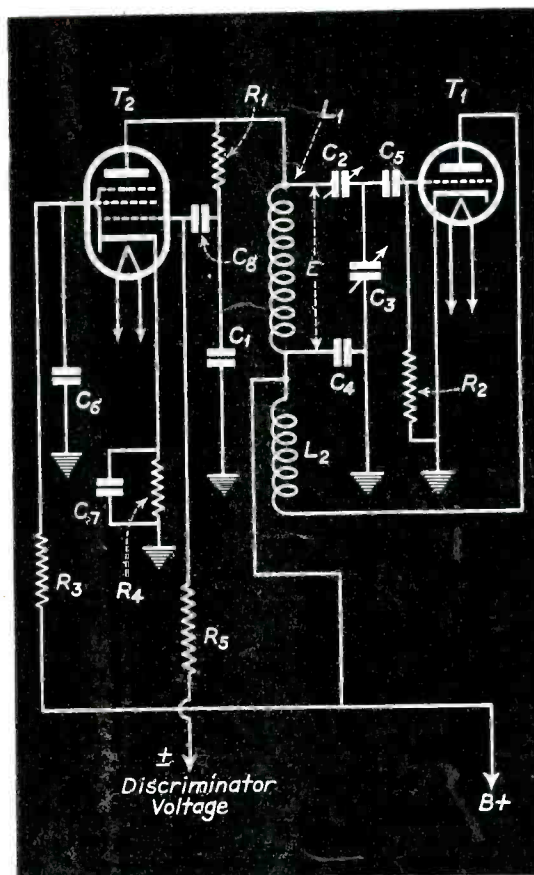 T2
R1
L1
T1
C2
C5
C8
E
C3
C1
C4
R2
C6
L2
C7
R3
R4
R5
±
Discriminator
Voltage
B+